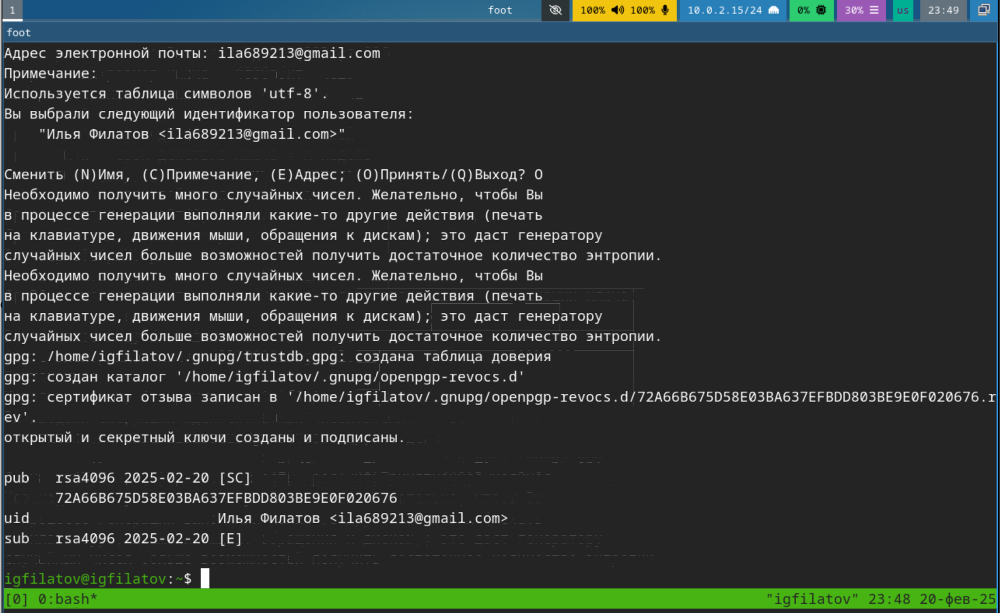 1 foot 100% 100% 10.0.2.15/24 0% 30% us 23:49
foot
Адрес электронной почты: ila689213@gmail.com
Примечание:
Используется таблица символов 'utf-8'.
Вы выбрали следующий идентификатор пользователя:
"Илья Филатов <ila689213@gmail.com>"
Сменить (N)Имя, (C)Примечание, (E)Адрес; (O)Принять/(Q)Выход? O
Необходимо получить много случайных чисел. Желательно, чтобы Вы
в процессе генерации выполняли какие-то другие действия (печать
на клавиатуре, движения мыши, обращения к дискам); это даст генератору
случайных чисел больше возможностей получить достаточное количество энтропии.
Необходимо получить много случайных чисел. Желательно, чтобы Вы
в процессе генерации выполняли какие-то другие действия (печать
на клавиатуре, движения мыши, обращения к дискам); это даст генератору
случайных чисел больше возможностей получить достаточное количество энтропии.
gpg: /home/igfilatov/.gnupg/trustdb.gpg: создана таблица доверия
gpg: создан каталог '/home/igfilatov/.gnupg/openpgp-revocs.d'
gpg: сертификат отзыва записан в '/home/igfilatov/.gnupg/openpgp-revocs.d/72A66B675D58E03BA637EFBDD803BE9E0F020676.r
ev'.
открытый и секретный ключи созданы и подписаны.
pub   rsa4096 2025-02-20 [SC]
72A66B675D58E03BA637EFBDD803BE9E0F020676
uid                      Илья Филатов <ila689213@gmail.com>
sub   rsa4096 2025-02-20 [E]
igfilatov@igfilatov:~$
[0] 0:bash* "igfilatov" 23:48 20-фев-25